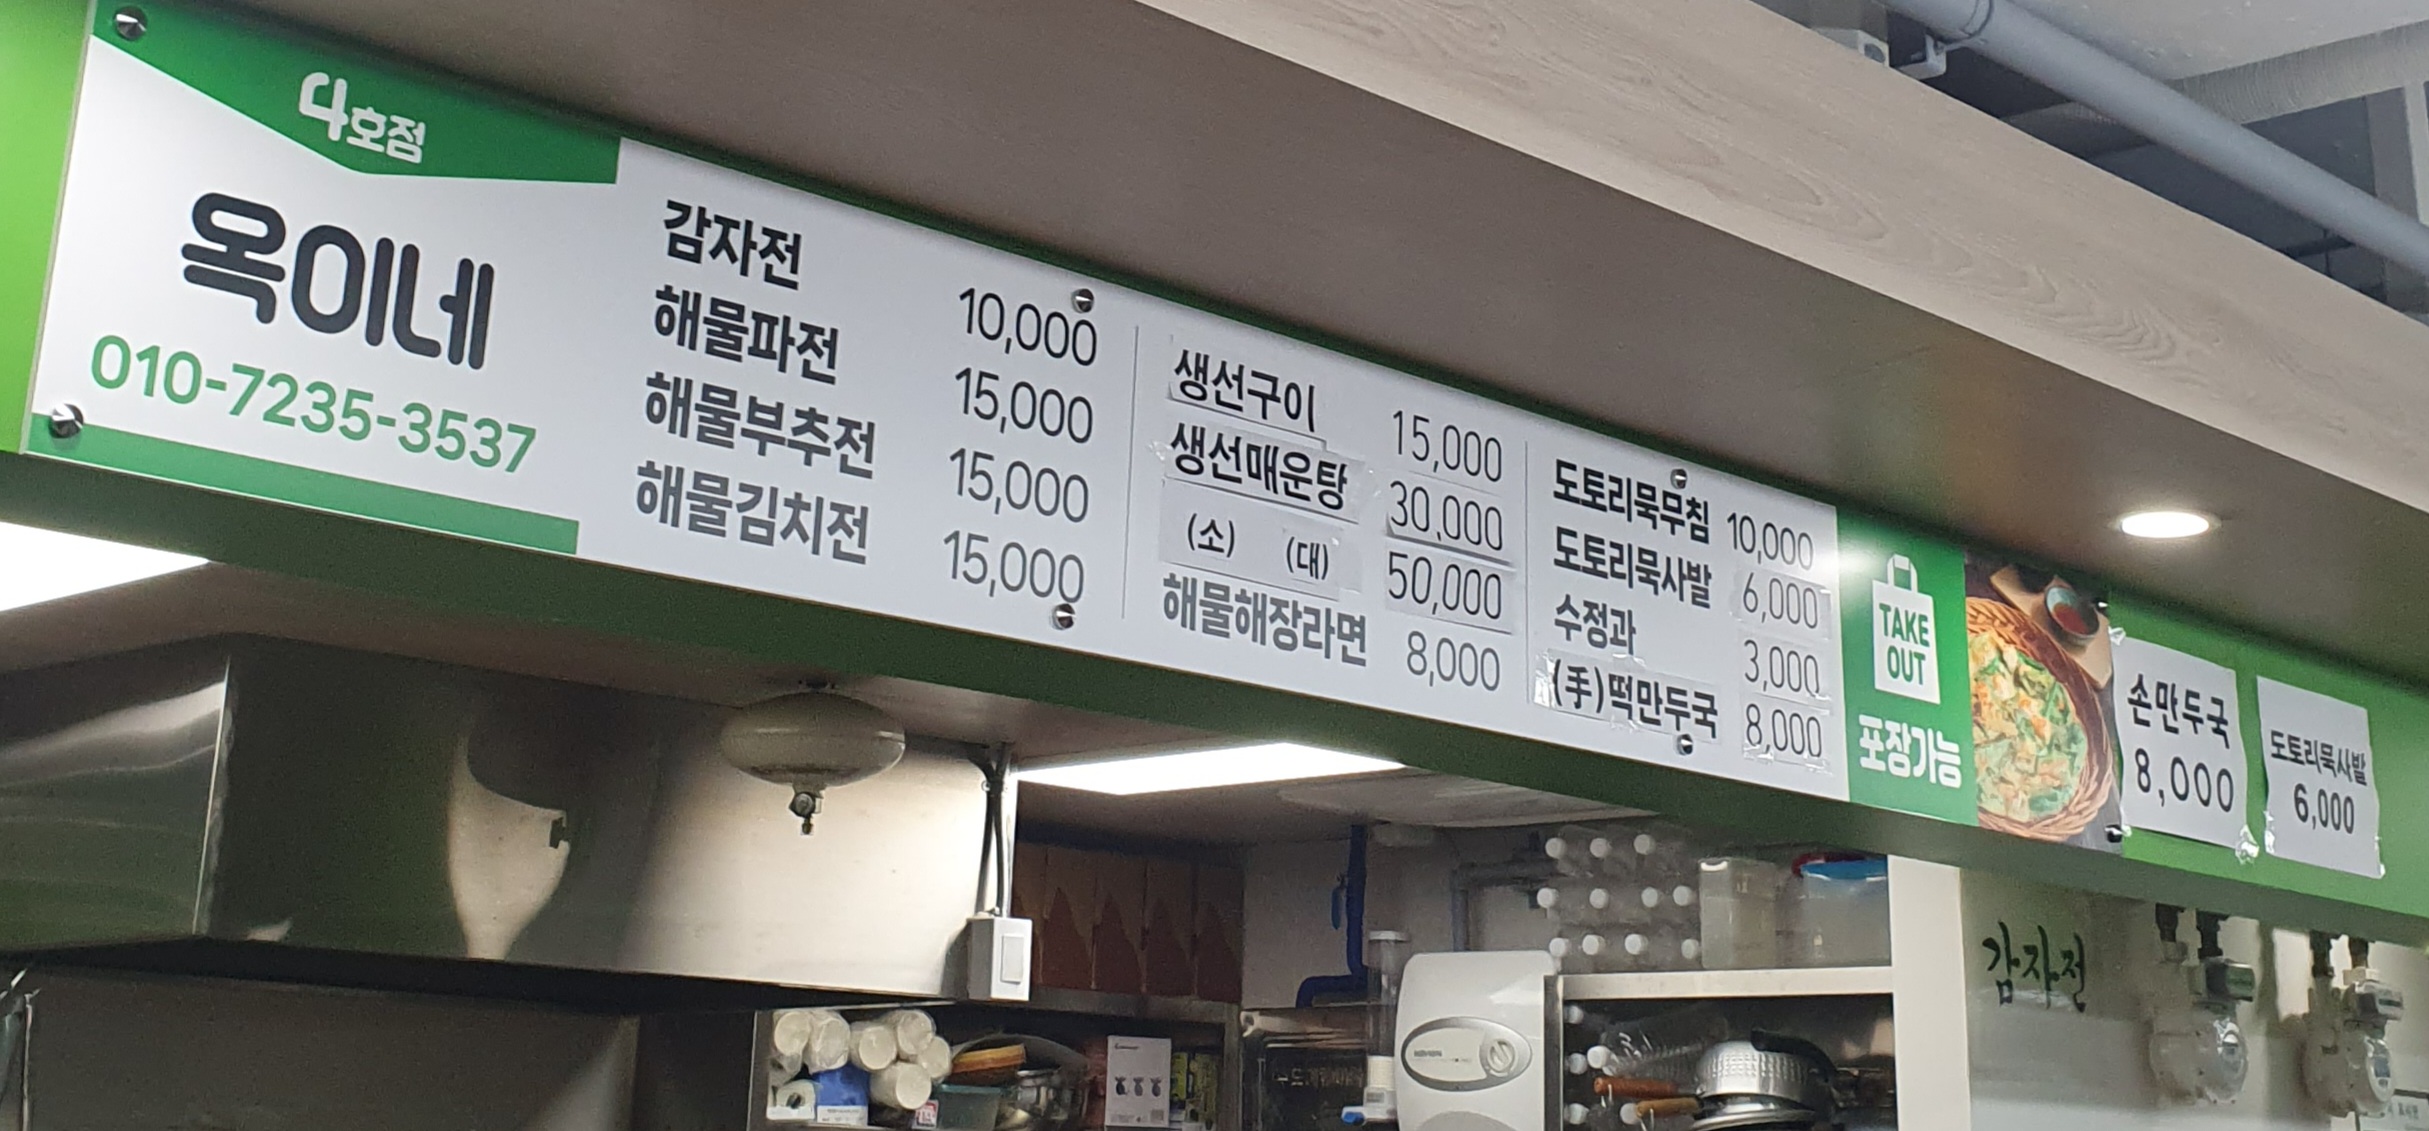 4호점
옥이네
010-7235-3537
감자전 10,000
해물파전 15,000
해물부추전 15,000
해물김치전 15,000
생선구이 15,000
생선매운탕 30,000
(소) (대) 50,000
해물해장라면 8,000
도토리묵무침 10,000
도토리묵사발 6,000
수정과 3,000
(手)떡만두국 8,000
TAKE
OUT
포장가능
손만두국
8,000
도토리묵사발
6,000
감자전